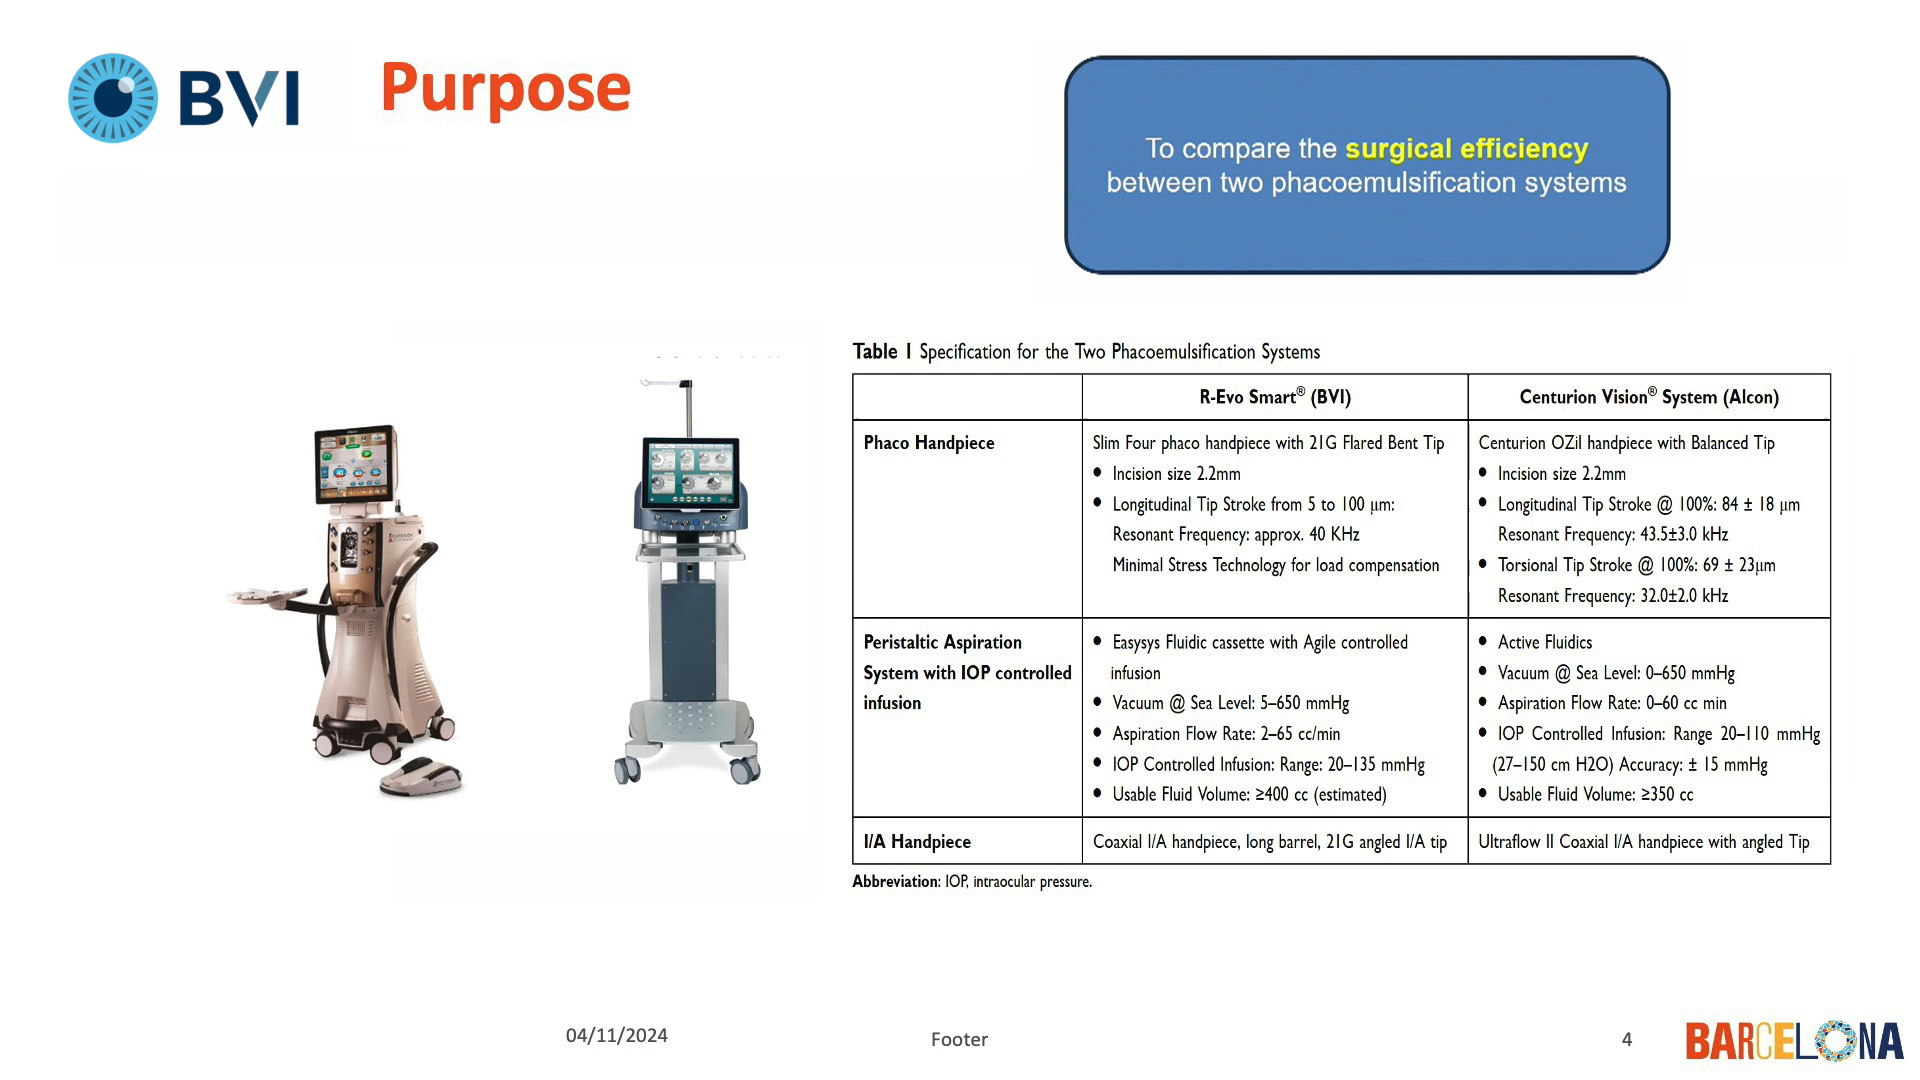 BVI
Purpose
To compare the surgical efficiency
between two phacoemulsification systems
Table 1 Specification for the Two Phacoemulsification Systems
R-Evo Smart® (BVI)
Centurion Vision® System (Alcon)
Phaco Handpiece
Slim Four phaco handpiece with 21G Flared Bent Tip
• Incision size 2.2mm
• Longitudinal Tip Stroke from 5 to 100 µm:
Resonant Frequency: approx. 40 KHz
Minimal Stress Technology for load compensation
Centurion OZil handpiece with Balanced Tip
• Incision size 2.2mm
• Longitudinal Tip Stroke @ 100%: 84 ± 18 µm
Resonant Frequency: 43.5±3.0 kHz
• Torsional Tip Stroke @ 100%: 69 ± 23µm
Resonant Frequency: 32.0±2.0 kHz
Peristaltic Aspiration
System with IOP controlled
infusion
• Easysys Fluidic cassette with Agile controlled
infusion
• Vacuum @ Sea Level: 5–650 mmHg
• Aspiration Flow Rate: 2–65 cc/min
• IOP Controlled Infusion: Range: 20–135 mmHg
• Usable Fluid Volume: ≥400 cc (estimated)
• Active Fluidics
• Vacuum @ Sea Level: 0–650 mmHg
• Aspiration Flow Rate: 0–60 cc min
• IOP Controlled Infusion: Range 20–110 mmHg
(27–150 cm H2O) Accuracy: ± 15 mmHg
• Usable Fluid Volume: ≥350 cc
I/A Handpiece
Coaxial I/A handpiece, long barrel, 21G angled I/A tip
Ultraflow II Coaxial I/A handpiece with angled Tip
Abbreviation: IOP, intraocular pressure.
04/11/2024
Footer
4
BARCELONA